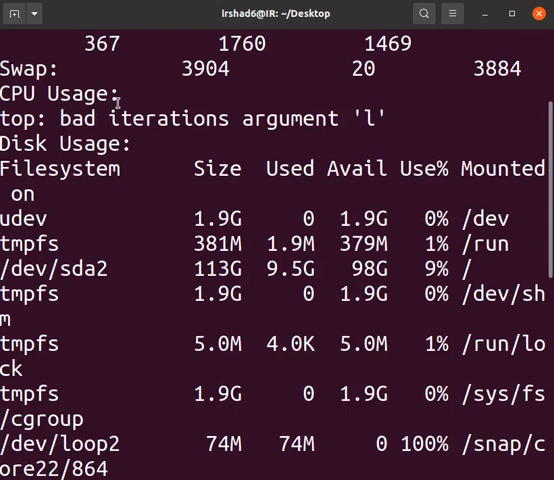 irshad6@IR: ~/Desktop
367 1760 1469
Swap: 3904 20 3884
CPU Usage:
top: bad iterations argument 'l'
Disk Usage:
Filesystem Size Used Avail Use% Mounted
on
udev 1.9G 0 1.9G 0% /dev
tmpfs 381M 1.9M 379M 1% /run
/dev/sda2 113G 9.5G 98G 9% /
tmpfs 1.9G 0 1.9G 0% /dev/sh
m
tmpfs 5.0M 4.0K 5.0M 1% /run/lo
ck
tmpfs 1.9G 0 1.9G 0% /sys/fs
/cgroup
/dev/loop2 74M 74M 0 100% /snap/c
ore22/864